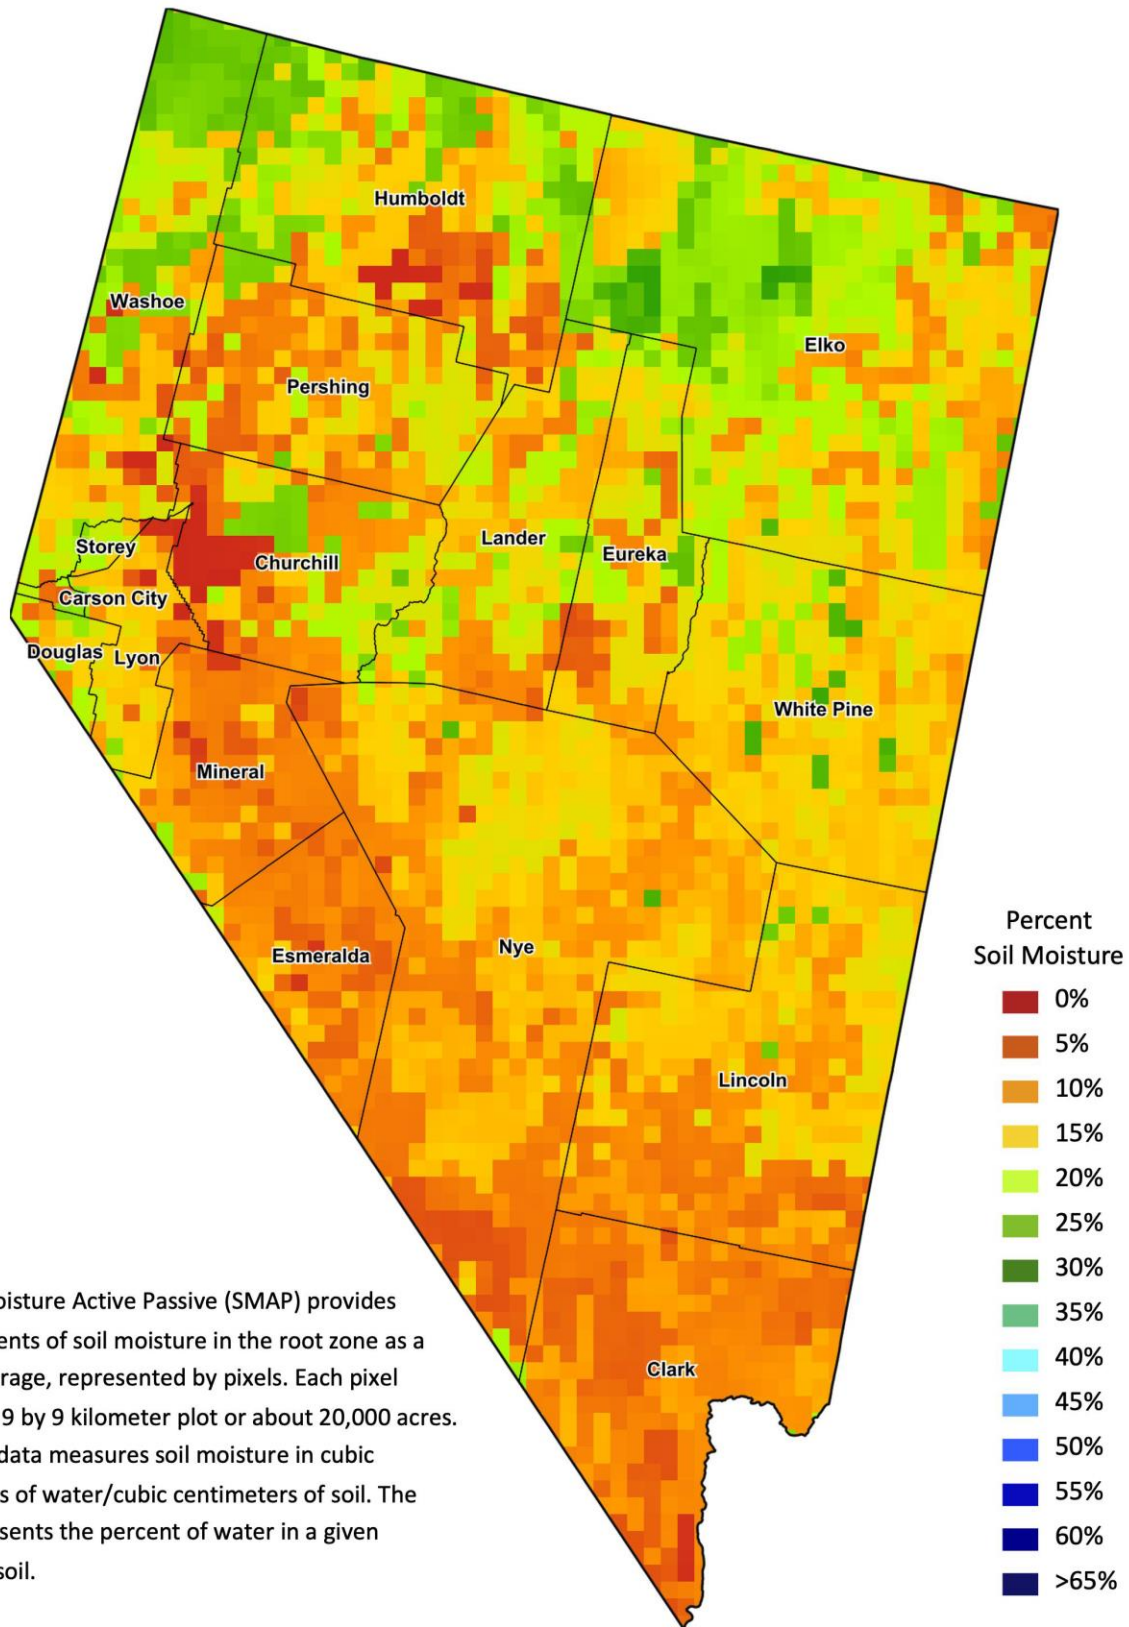 Humboldt
Washoe
Elko
Pershing
Lander
Storey
Eureka
Churchill
Carson City
Douglas
Lyon
White Pine
Mineral
Nye
Esmeralda
Lincoln
Clark
Percent
Soil Moisture
0%
5%
10%
15%
20%
25%
30%
35%
40%
45%
50%
55%
60%
>65%
oisture Active Passive (SMAP) provides
ents of soil moisture in the root zone as a
rage, represented by pixels. Each pixel
9 by 9 kilometer plot or about 20,000 acres.
data measures soil moisture in cubic
s of water/cubic centimeters of soil. The
sents the percent of water in a given
soil.